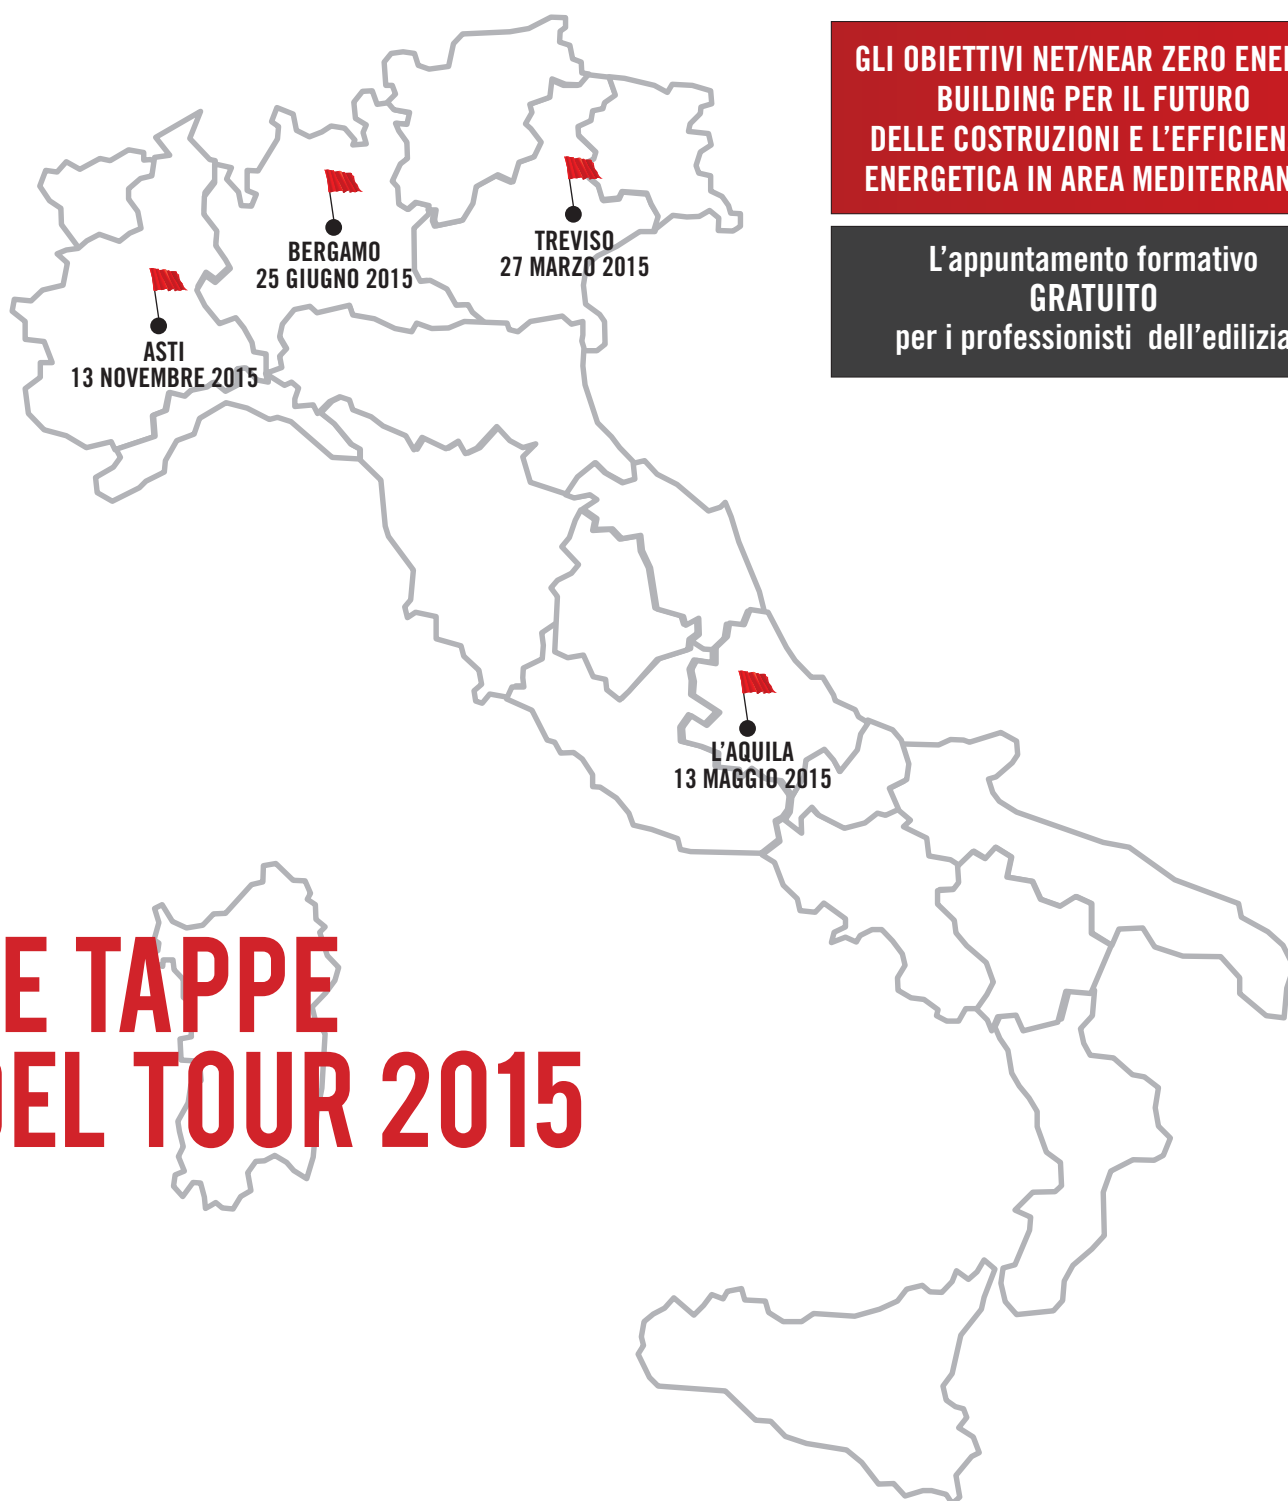 GLI OBIETTIVI NET/NEAR ZERO ENE
BUILDING PER IL FUTURO
DELLE COSTRUZIONI E L'EFFICIEN
ENERGETICA IN AREA MEDITERRAN
L'appuntamento formativo
GRATUITO
per i professionisti dell'edilizia
BERGAMO
25 GIUGNO 2015
TREVISO
27 MARZO 2015
ASTI
13 NOVEMBRE 2015
L'AQUILA
13 MAGGIO 2015
E TAPPE
DEL TOUR 2015